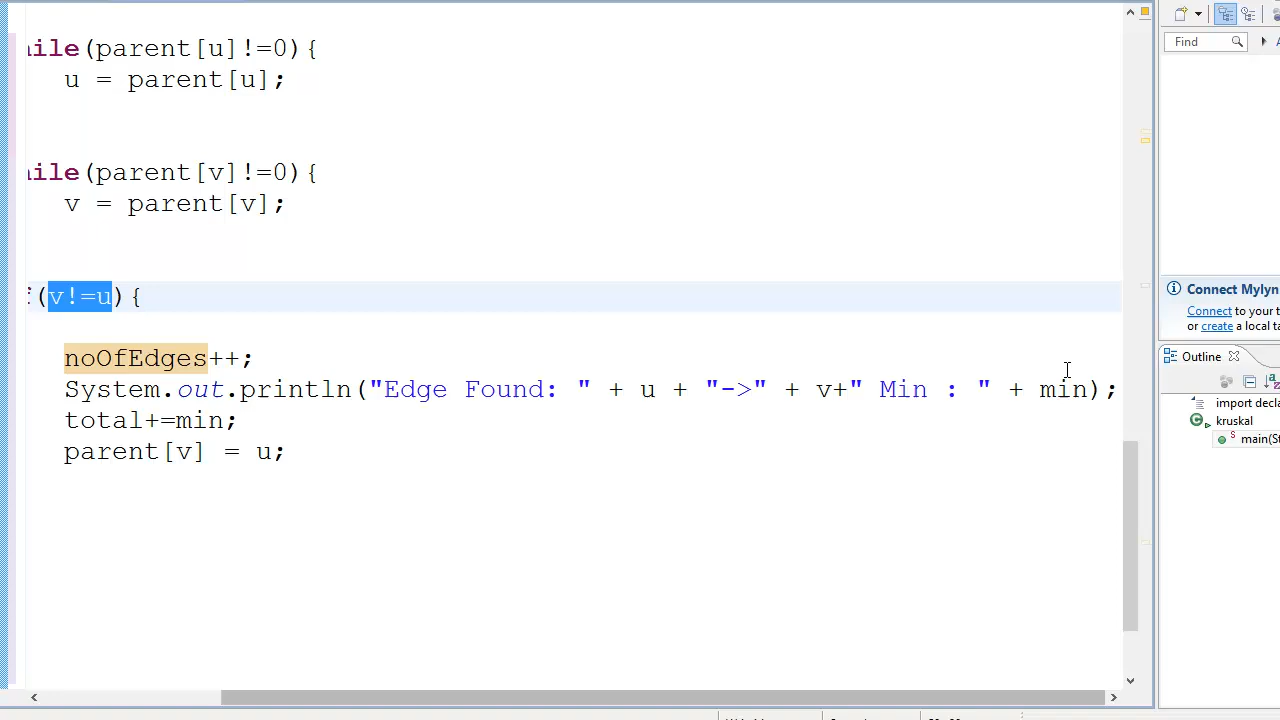 ile(parent[u]!=0){
u = parent[u];
ile(parent[v]!=0){
v = parent[v];
(v!=u){
noOfEdges++;
System.out.println("Edge Found: " + u + "->" + v+" Min : " + min);
total+=min;
parent[v] = u;
Find
Connect Mylyn
Connect to your t
or create a local t
Outline
import decla
kruskal
main(St